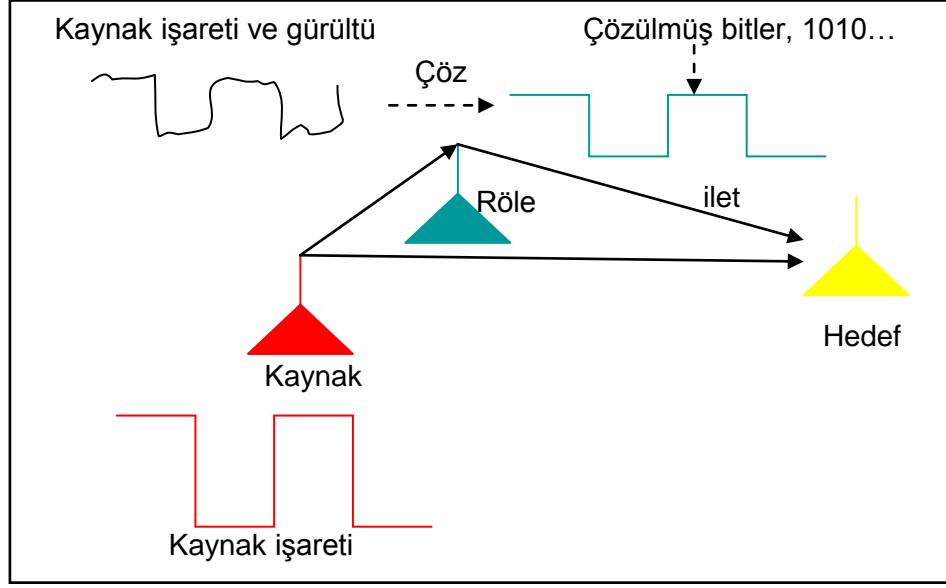 Kaynak işareti ve gürültü
Çözülmüş bitler, 1010…
Çöz
Röle
ilet
Hedef
Kaynak
Kaynak işareti